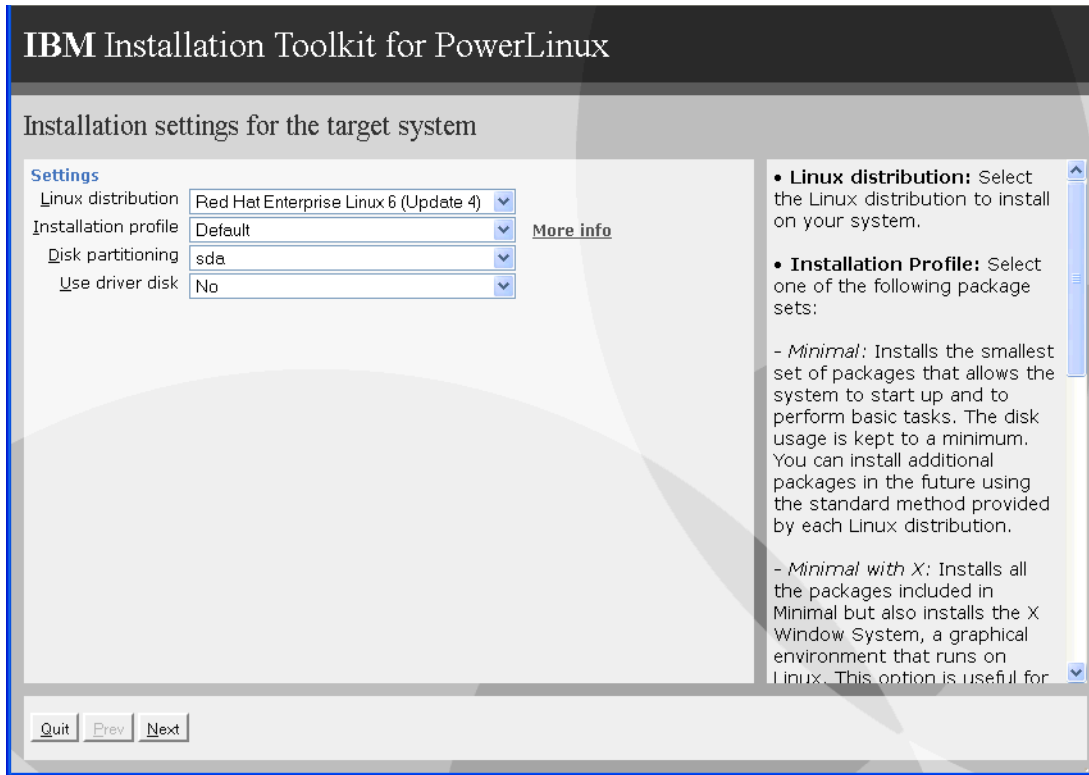 IBM Installation Toolkit for PowerLinux
Installation settings for the target system
Settings
Linux distribution Red Hat Enterprise Linux 6 (Update 4)
Installation profile Default More info
Disk partitioning sda
Use driver disk No
• Linux distribution: Select
the Linux distribution to install
on your system.
• Installation Profile: Select
one of the following package
sets:
- Minimal: Installs the smallest
set of packages that allows the
system to start up and to
perform basic tasks. The disk
usage is kept to a minimum.
You can install additional
packages in the future using
the standard method provided
by each Linux distribution.
- Minimal with X: Installs all
the packages included in
Minimal but also installs the X
Window System, a graphical
environment that runs on
Linux. This option is useful for
Quit Prev Next